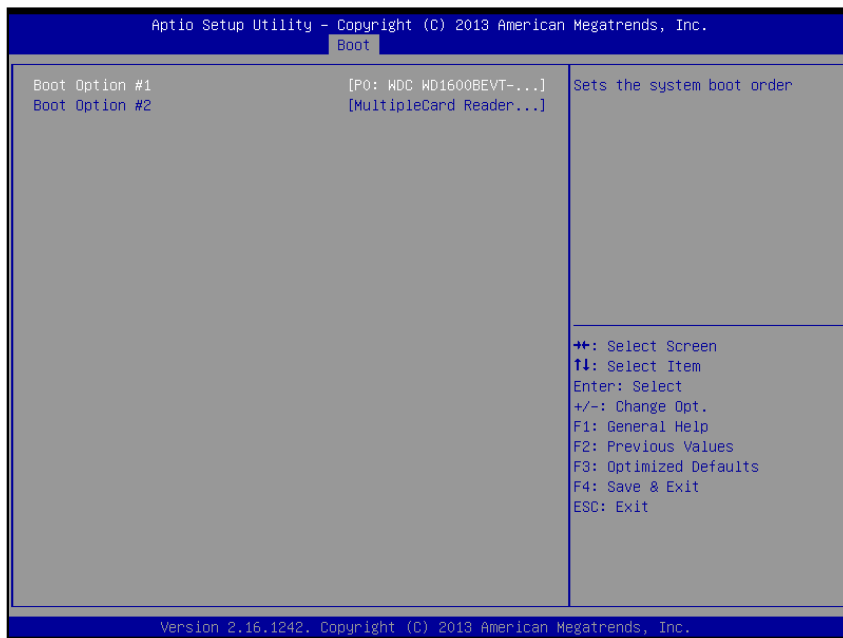 Aptio Setup Utility – Copyright (C) 2013 American Megatrends, Inc.
Boot
Boot Option #1 [P0: WDC WD1600BEVT-...]
Boot Option #2 [MultipleCard Reader...]
Sets the system boot order
→←: Select Screen
↑↓: Select Item
Enter: Select
+/-: Change Opt.
F1: General Help
F2: Previous Values
F3: Optimized Defaults
F4: Save & Exit
ESC: Exit
Version 2.16.1242. Copyright (C) 2013 American Megatrends, Inc.